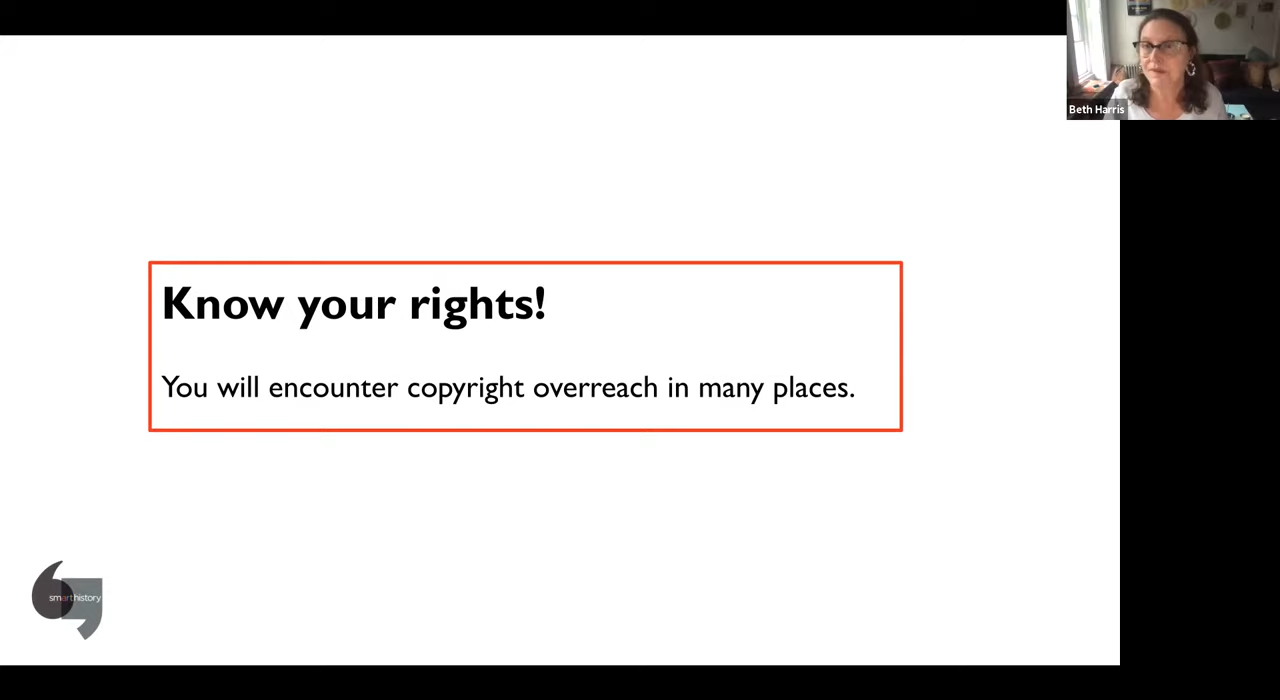 Beth Harris
Know your rights!
You will encounter copyright overreach in many places.
smarthistory